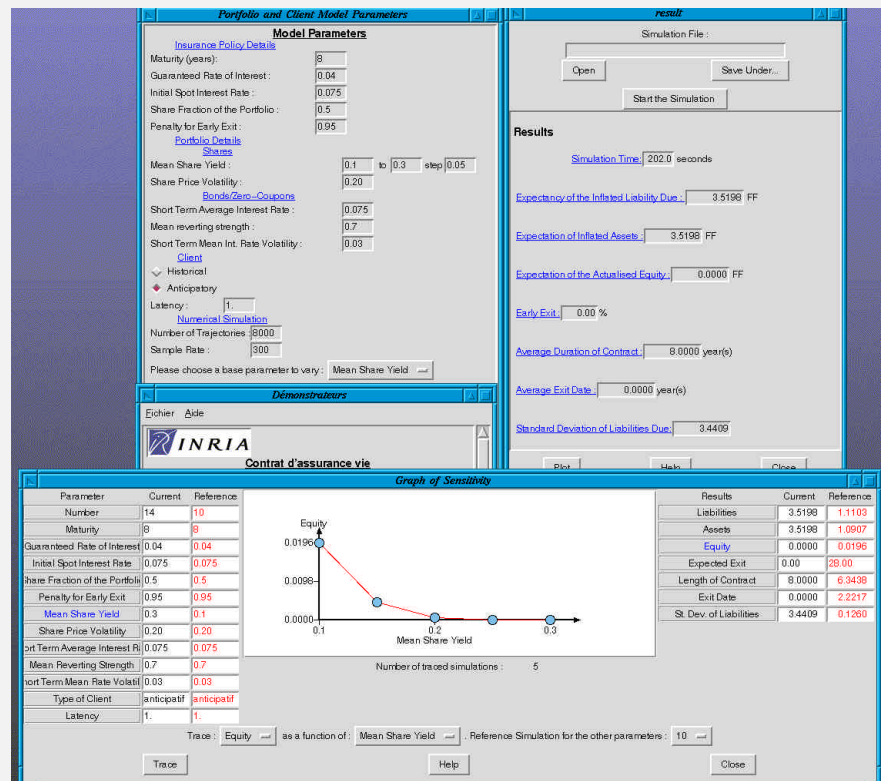 Portfolio and Client Model Parameters
Model Parameters
Insurance Policy Details
Maturity (years): 8
Guaranteed Rate of Interest : 0.04
Initial Spot Interest Rate : 0.075
Share Fraction of the Portfolio : 0.5
Penalty for Early Exit : 0.95
Portfolio Details
Shares
Mean Share Yield : 0.1 to 0.3 step 0.05
Share Price Volatility : 0.20
Bonds/Zero-Coupons
Short Term Average Interest Rate : 0.075
Mean reverting strength : 0.7
Short Term Mean Int. Rate Volatility : 0.03
Client
Historical
Anticipatory
Latency : 1.
Numerical Simulation
Number of Trajectories : 8000
Sample Rate : 300
Please choose a base parameter to vary : Mean Share Yield
result
Simulation File :
Open Save Under...
Start the Simulation
Results
Simulation Time: 202.0 seconds
Expectancy of the Inflated Liability Due : 3.5198 FF
Expectation of Inflated Assets : 3.5198 FF
Expectation of the Actualised Equity : 0.0000 FF
Early Exit : 0.00 %
Average Duration of Contract : 8.0000 year(s)
Average Exit Date : 0.0000 year(s)
Standard Deviation of Liabilities Due: 3.4409
Plot Help Close
Démonstrateurs
Fichier Aide
INRIA
Contrat d'assurance vie
Graph of Sensitivity
Parameter Current Reference
Number 14 10
Maturity 8 8
Guaranteed Rate of Interest 0.04 0.04
Initial Spot Interest Rate 0.075 0.075
hare Fraction of the Portfoli 0.5 0.5
Penalty for Early Exit 0.95 0.95
Mean Share Yield 0.3 0.1
Share Price Volatility 0.20 0.20
ort Term Average Interest R 0.075 0.075
Mean Reverting Strength 0.7 0.7
hort Term Mean Rate Volatil 0.03 0.03
Type of Client anticipatif anticipatif
Latency 1. 1.
Equity
0.0196
0.0098
0.0000
0.1 0.2 0.3
Mean Share Yield
Number of traced simulations : 5
Results Current Reference
Liabilities 3.5198 1.1103
Assets 3.5198 1.0907
Equity 0.0000 0.0196
Expected Exit 0.00 28.00
Length of Contract 8.0000 6.3438
Exit Date 0.0000 2.2217
St. Dev. of Liabilities 3.4409 0.1260
Trace : Equity as a function of : Mean Share Yield . Reference Simulation for the other parameters : 10
Trace Help Close